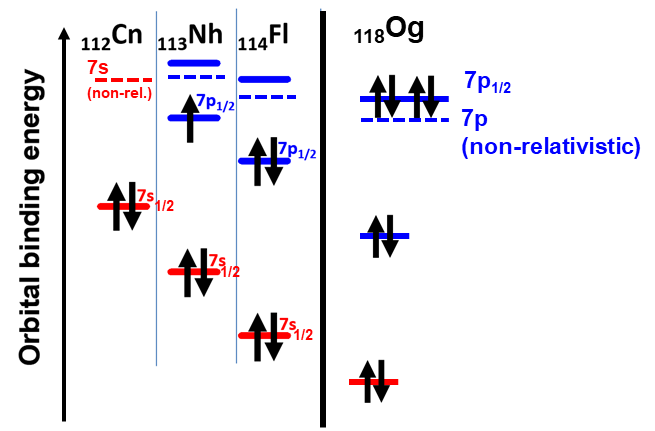 Orbital binding energy
112Cn
113Nh
114Fl
118Og
7s
(non-rel.)
7s1/2
7p1/2
7s1/2
7p1/2
7s1/2
7p1/2
7p
(non-relativistic)